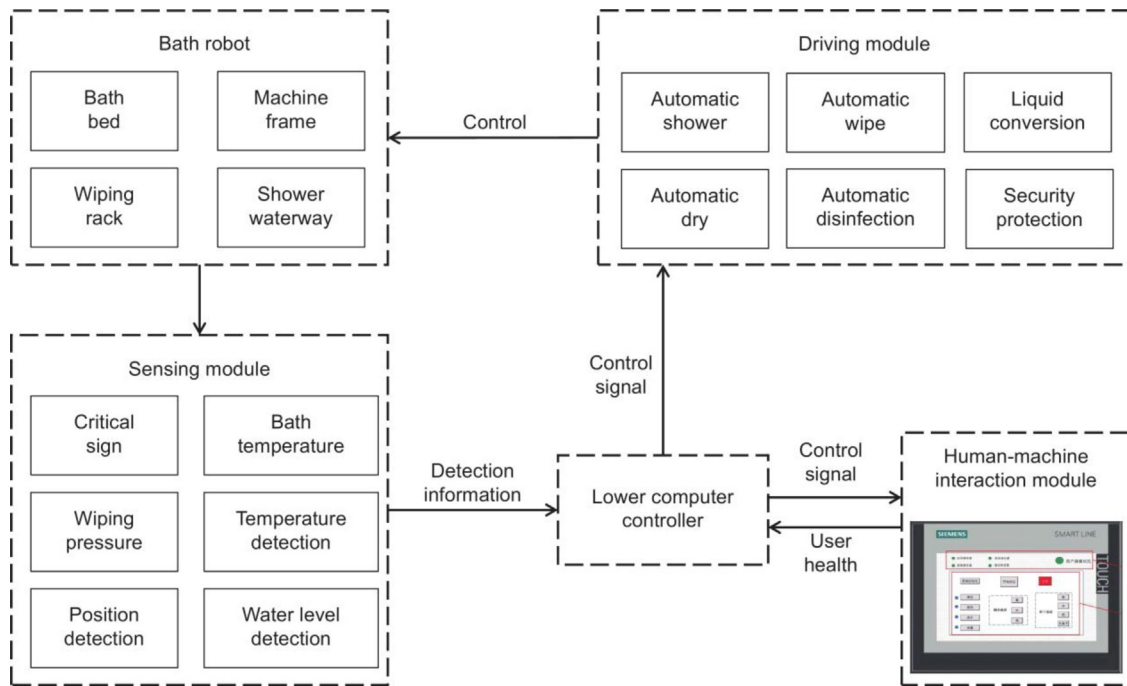 Bath robot
Bath
bed
Machine
frame
Wiping
rack
Shower
waterway
Control
Driving module
Automatic
shower
Automatic
wipe
Liquid
conversion
Automatic
dry
Automatic
disinfection
Security
protection
Sensing module
Critical
sign
Bath
temperature
Wiping
pressure
Temperature
detection
Position
detection
Water level
detection
Detection
information
Control
signal
Lower computer
controller
Control
signal
User
health
Human-machine
interaction module
SIEMENS
SMART LINE
TOUCH